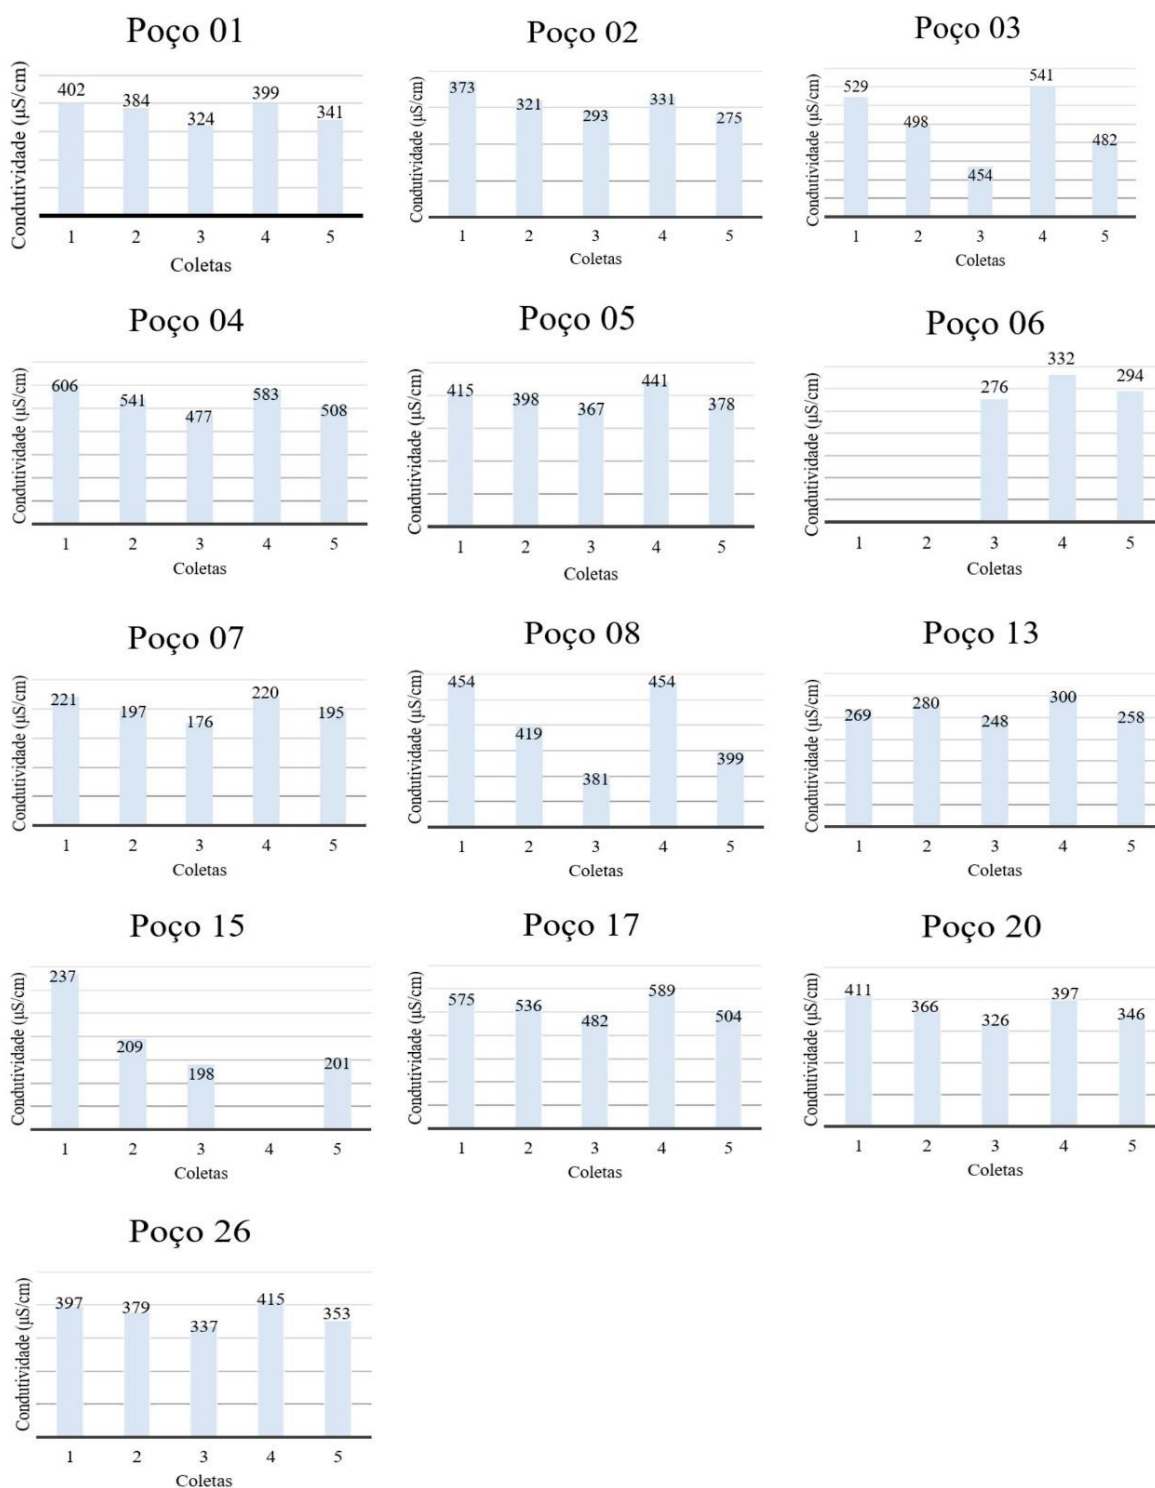 Poço 01
Condutividade (µS/cm)
402 384 324 399 341
1 2 3 4 5
Coletas
Poço 02
Condutividade (µS/cm)
373 321 293 331 275
1 2 3 4 5
Coletas
Poço 03
Condutividade (µS/cm)
529 498 454 541 482
1 2 3 4 5
Coletas
Poço 04
Condutividade (µS/cm)
606 541 477 583 508
1 2 3 4 5
Coletas
Poço 05
Condutividade (µS/cm)
415 398 367 441 378
1 2 3 4 5
Coletas
Poço 06
Condutividade (µS/cm)
276 332 294
1 2 3 4 5
Coletas
Poço 07
Condutividade (µS/cm)
221 197 176 220 195
1 2 3 4 5
Coletas
Poço 08
Condutividade (µS/cm)
454 419 381 454 399
1 2 3 4 5
Coletas
Poço 13
Condutividade (µS/cm)
269 280 248 300 258
1 2 3 4 5
Coletas
Poço 15
Condutividade (µS/cm)
237 209 198 201
1 2 3 4 5
Coletas
Poço 17
Condutividade (µS/cm)
575 536 482 589 504
1 2 3 4 5
Coletas
Poço 20
Condutividade (µS/cm)
411 366 326 397 346
1 2 3 4 5
Coletas
Poço 26
Condutividade (µS/cm)
397 379 337 415 353
1 2 3 4 5
Coletas